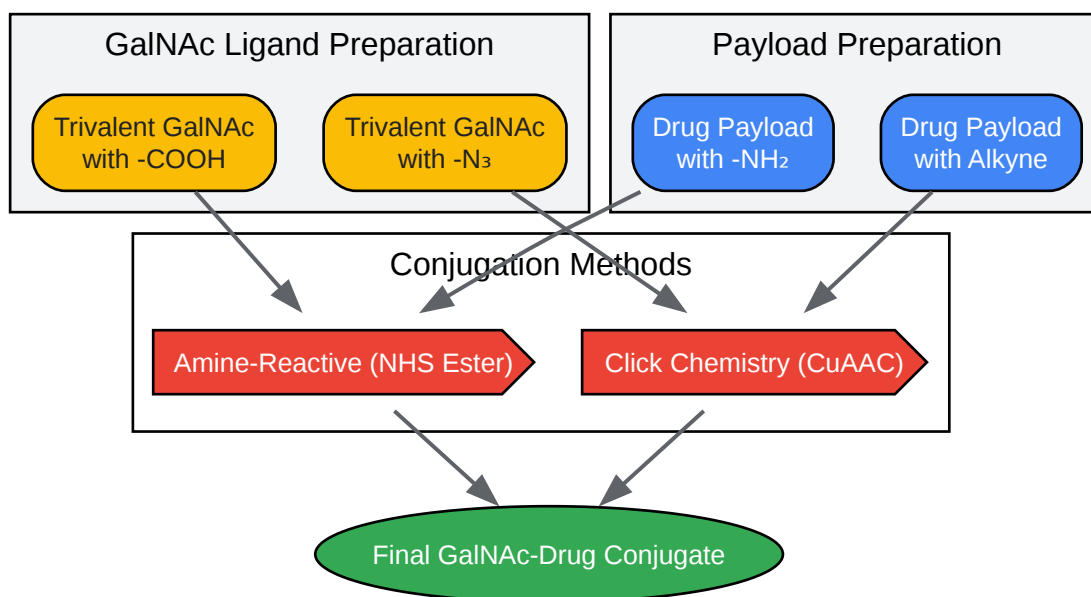 GalNAc Ligand Preparation
Payload Preparation
Trivalent GalNAc
with -COOH
Trivalent GalNAc
with -N₃
Drug Payload
with -NH₂
Drug Payload
with Alkyne
Conjugation Methods
Amine-Reactive (NHS Ester)
Click Chemistry (CuAAC)
Final GalNAc-Drug Conjugate